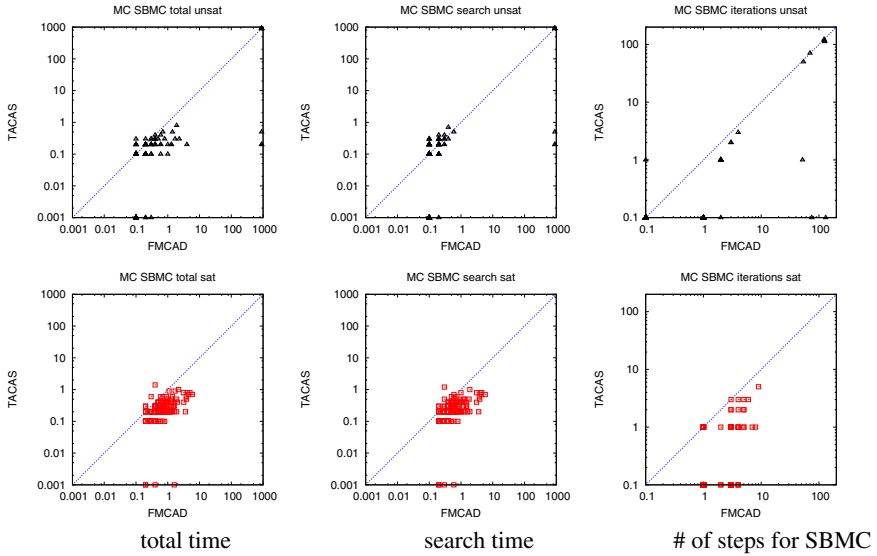 MC SBMC total unsat
1000
100
10
1
0.1
0.01
0.001
TACAS
0.001 0.01 0.1 1 10 100 1000
FMCAD
MC SBMC search unsat
1000
100
10
1
0.1
0.01
0.001
TACAS
0.001 0.01 0.1 1 10 100 1000
FMCAD
MC SBMC iterations unsat
100
10
1
0.1
TACAS
0.1 1 10 100
FMCAD
MC SBMC total sat
1000
100
10
1
0.1
0.01
0.001
TACAS
0.001 0.01 0.1 1 10 100 1000
FMCAD
MC SBMC search sat
1000
100
10
1
0.1
0.01
0.001
TACAS
0.001 0.01 0.1 1 10 100 1000
FMCAD
MC SBMC iterations sat
100
10
1
0.1
TACAS
0.1 1 10 100
FMCAD
total time
search time
# of steps for SBMC